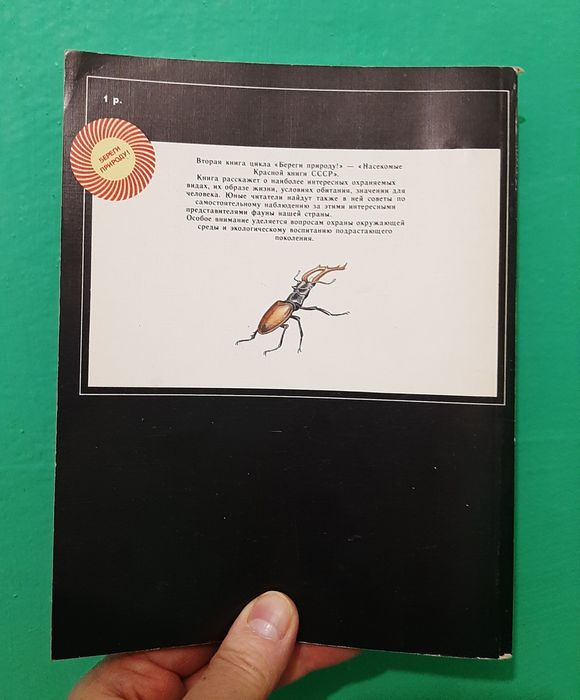 1 р.
БЕРЕГИ
ПРИРОДУ!
Вторая книга цикла «Береги природу!» — «Насекомые
Красной книги СССР».
Книга расскажет о наиболее интересных охраняемых
видах, их образе жизни, условиях обитания, значении для
человека. Юные читатели найдут также в ней советы по
самостоятельному наблюдению за этими интересными
представителями фауны нашей страны.
Особое внимание уделяется вопросам охраны окружающей
среды и экологическому воспитанию подрастающего
поколения.